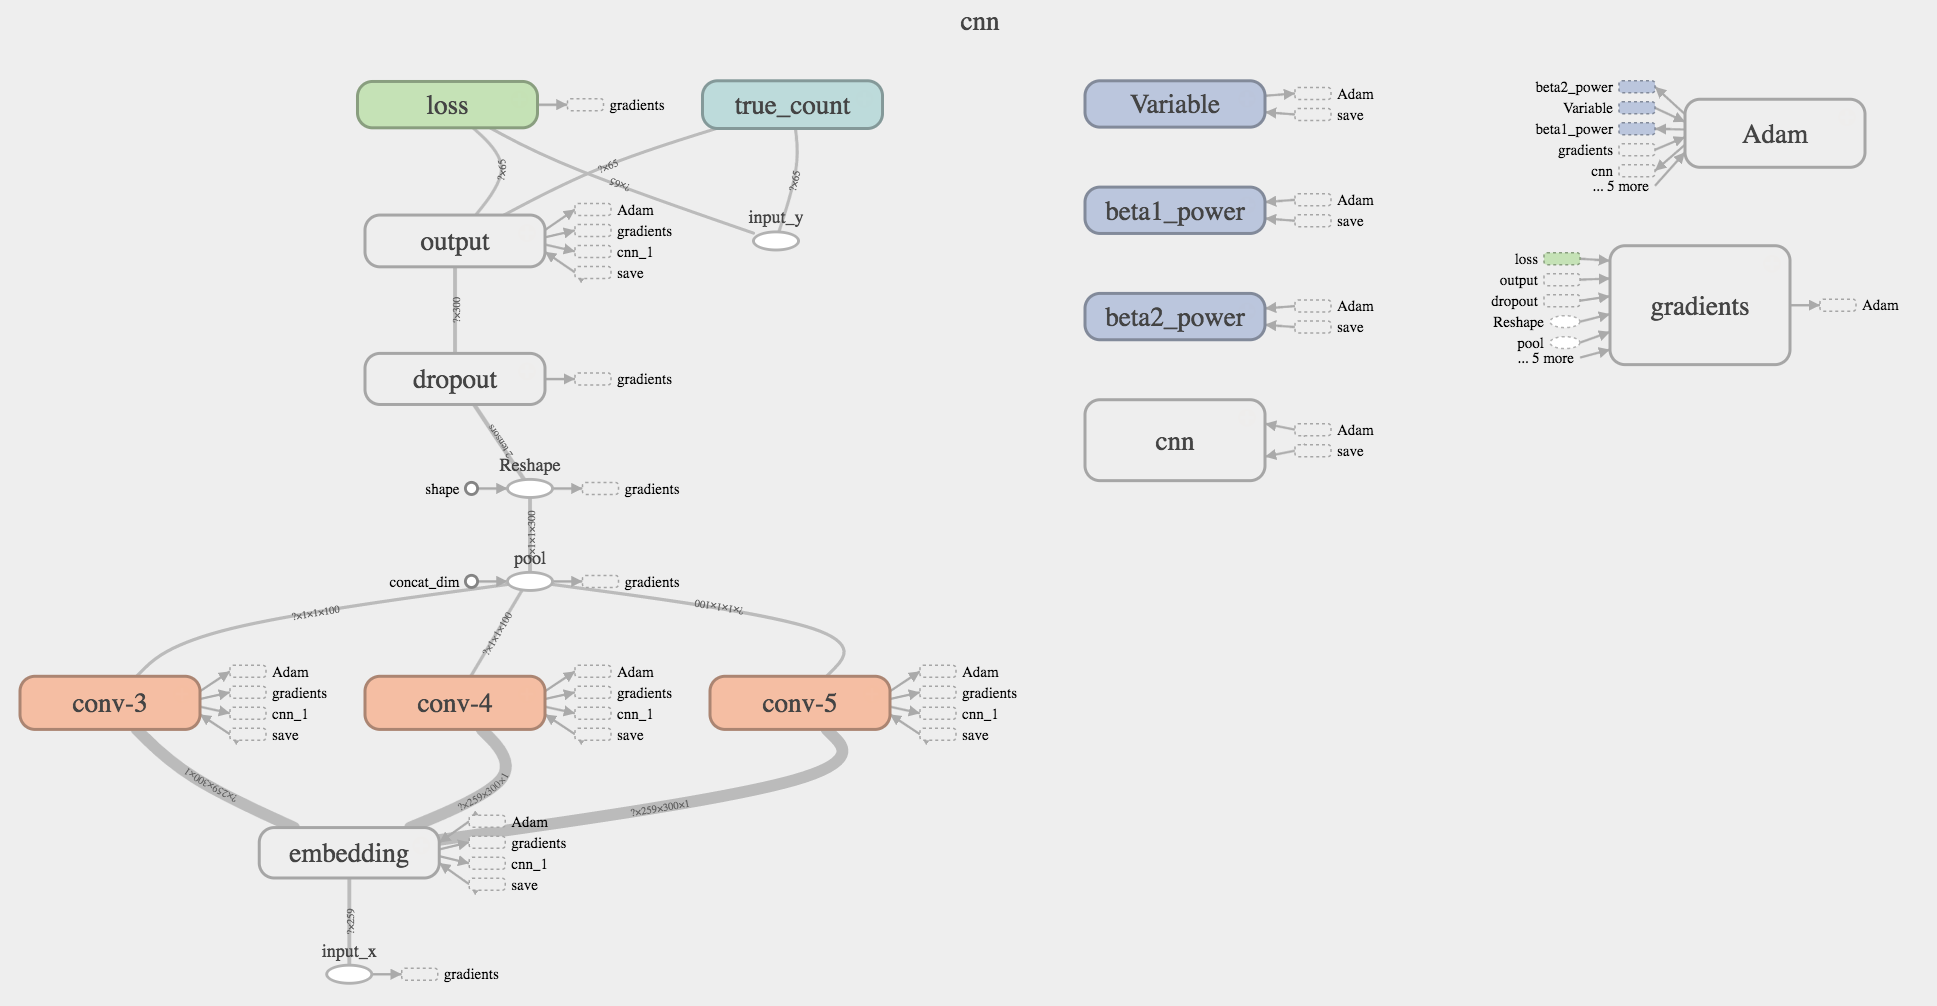 cnn
loss
gradients
true_count
?×65
?×65
?×65
?×65
input_y
output
Adam
gradients
cnn_1
save
?×300
dropout
gradients
2 tensors
Reshape
shape
gradients
?×1×1×300
pool
concat_dim
gradients
?×1×1×100
?×1×1×100
?×1×1×100
conv-3
Adam
gradients
cnn_1
save
conv-4
Adam
gradients
cnn_1
save
conv-5
Adam
gradients
cnn_1
save
?×259×300×1
?×259×300×1
?×259×300×1
embedding
Adam
gradients
cnn_1
save
?×259
input_x
gradients
Variable
Adam
save
beta1_power
Adam
save
beta2_power
Adam
save
cnn
Adam
save
beta2_power
Variable
beta1_power
gradients
cnn
... 5 more
Adam
loss
output
dropout
Reshape
pool
... 5 more
gradients
Adam